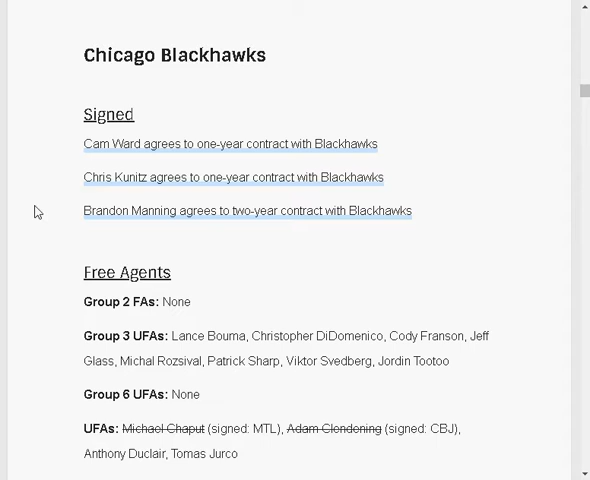 Chicago Blackhawks
Signed
Cam Ward agrees to one-year contract with Blackhawks
Chris Kunitz agrees to one-year contract with Blackhawks
Brandon Manning agrees to two-year contract with Blackhawks
Free Agents
Group 2 FAs: None
Group 3 UFAs: Lance Bouma, Christopher DiDomenico, Cody Franson, Jeff
Glass, Michal Rozsival, Patrick Sharp, Viktor Svedberg, Jordin Tootoo
Group 6 UFAs: None
UFAs: Michael Chaput (signed: MTL), Adam Clendening (signed: CBJ),
Anthony Duclair, Tomas Jurco